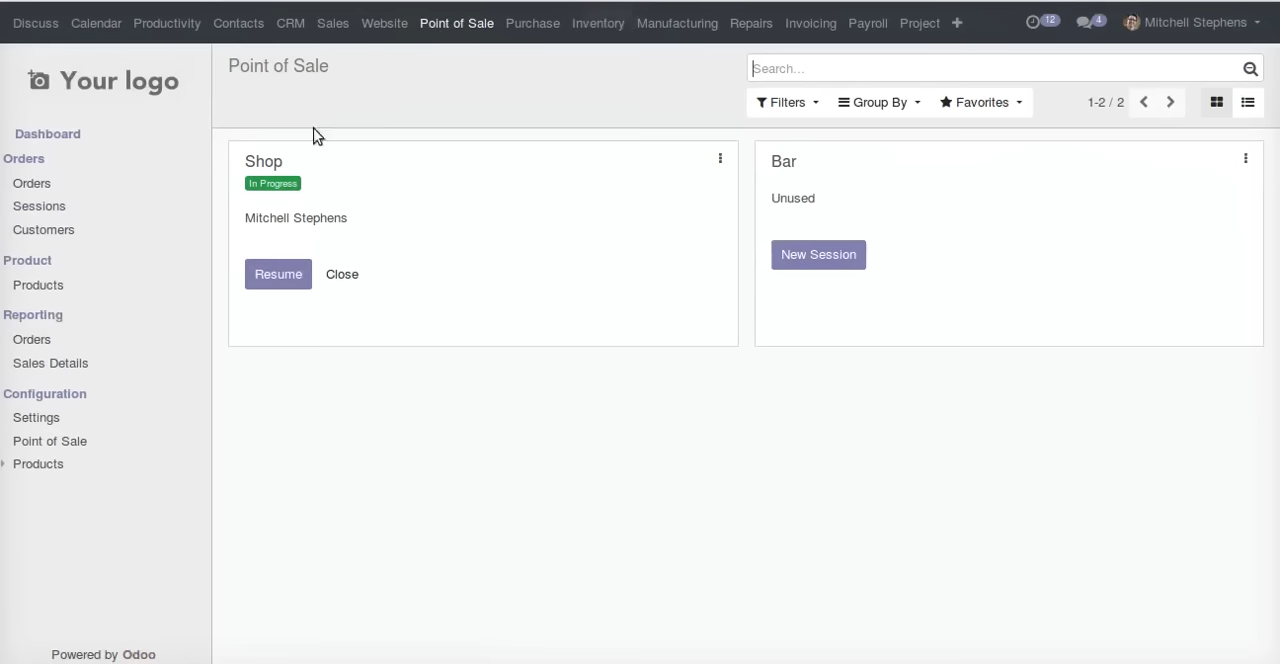 Discuss Calendar Productivity Contacts CRM Sales Website Point of Sale Purchase Inventory Manufacturing Repairs Invoicing Payroll Project 12 4 Mitchell Stephens
Your logo
Point of Sale
Search...
Filters Group By Favorites 1-2 / 2
Dashboard
Orders
Orders
Sessions
Customers
Product
Products
Reporting
Orders
Sales Details
Configuration
Settings
Point of Sale
Products
Powered by Odoo
Shop
In Progress
Mitchell Stephens
Resume Close
Bar
Unused
New Session